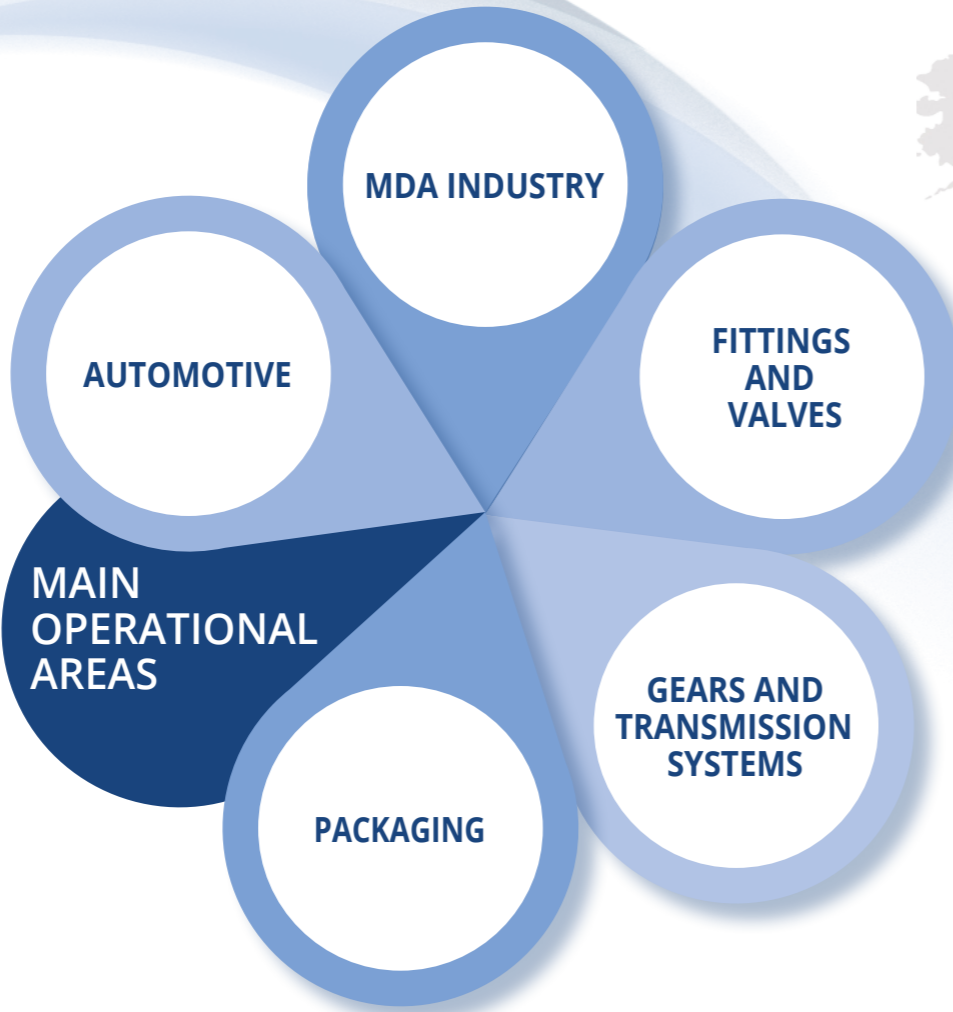 MDA INDUSTRY
AUTOMOTIVE
FITTINGS
AND
VALVES
MAIN
OPERATIONAL
AREAS
GEARS AND
TRANSMISSION
SYSTEMS
PACKAGING